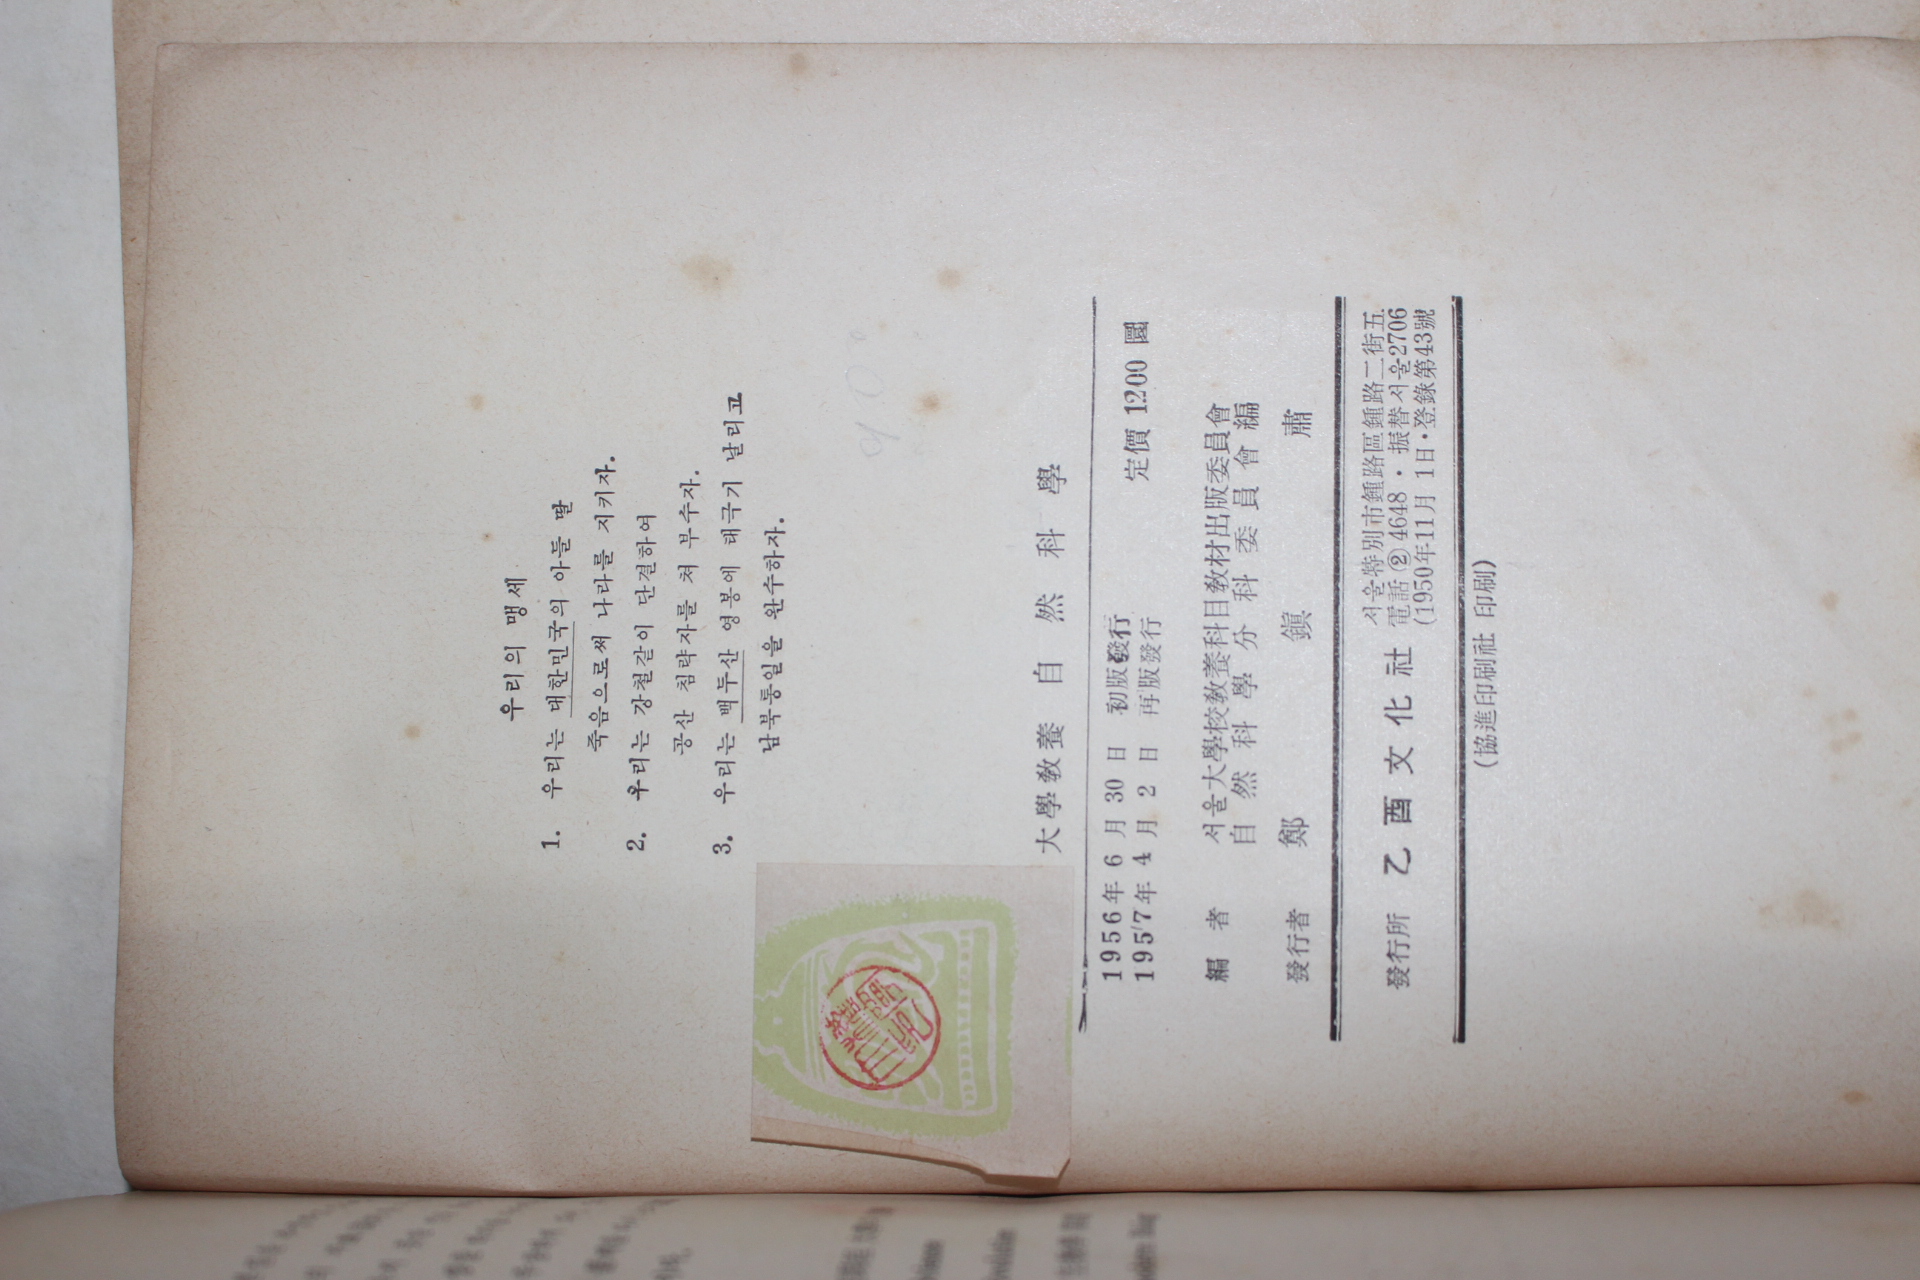 우리의 맹세
1. 우리는 대한민국의 아들 딸
죽음으로써 나라를 지키자.
2. 우리는 강철같이 단결하여
공산 침략자를 쳐 부수자.
3. 우리는 백두산 영봉에 태극기 날리고
남북통일을 완수하자.
大學敎養 自然科學
1956年 6月 30日 初版發行
1957年 4月 2日 再版發行
定價 1200 圜
編者 서울大學校敎養科目敎材出版委員會
自然科學分科委員會編
發行者 鄭鎭肅
發行所 乙酉文化社
서울特別市鍾路區鍾路二街五
電話②4648・振替서울2706
(1950年11月 1日・登錄第43號
(協進印刷社 印刷)